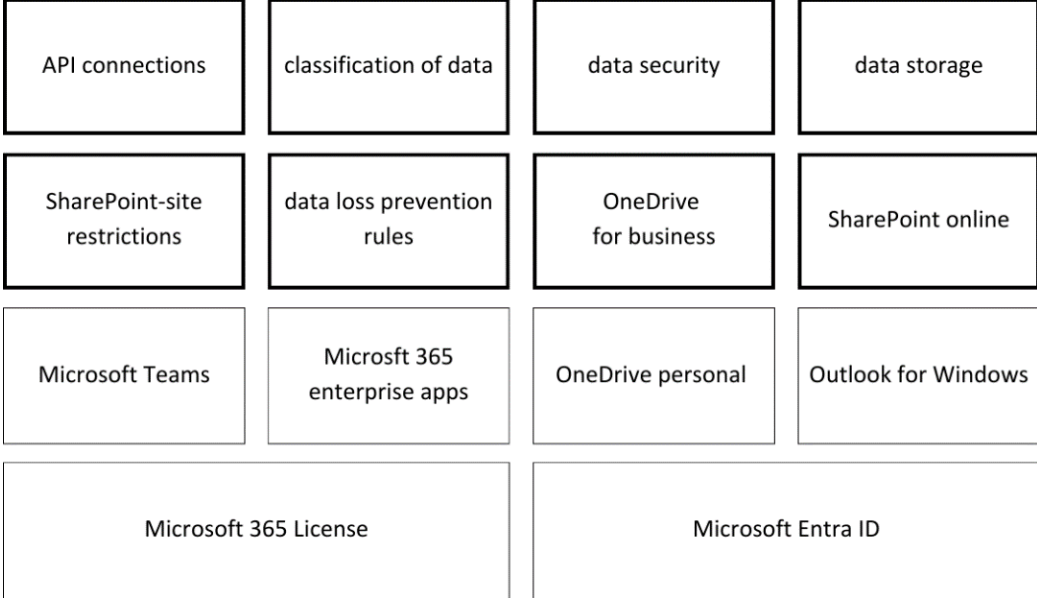 API connections
classification of data
data security
data storage
SharePoint-site
restrictions
data loss prevention
rules
OneDrive
for business
SharePoint online
Microsoft Teams
Microsft 365
enterprise apps
OneDrive personal
Outlook for Windows
Microsoft 365 License
Microsoft Entra ID